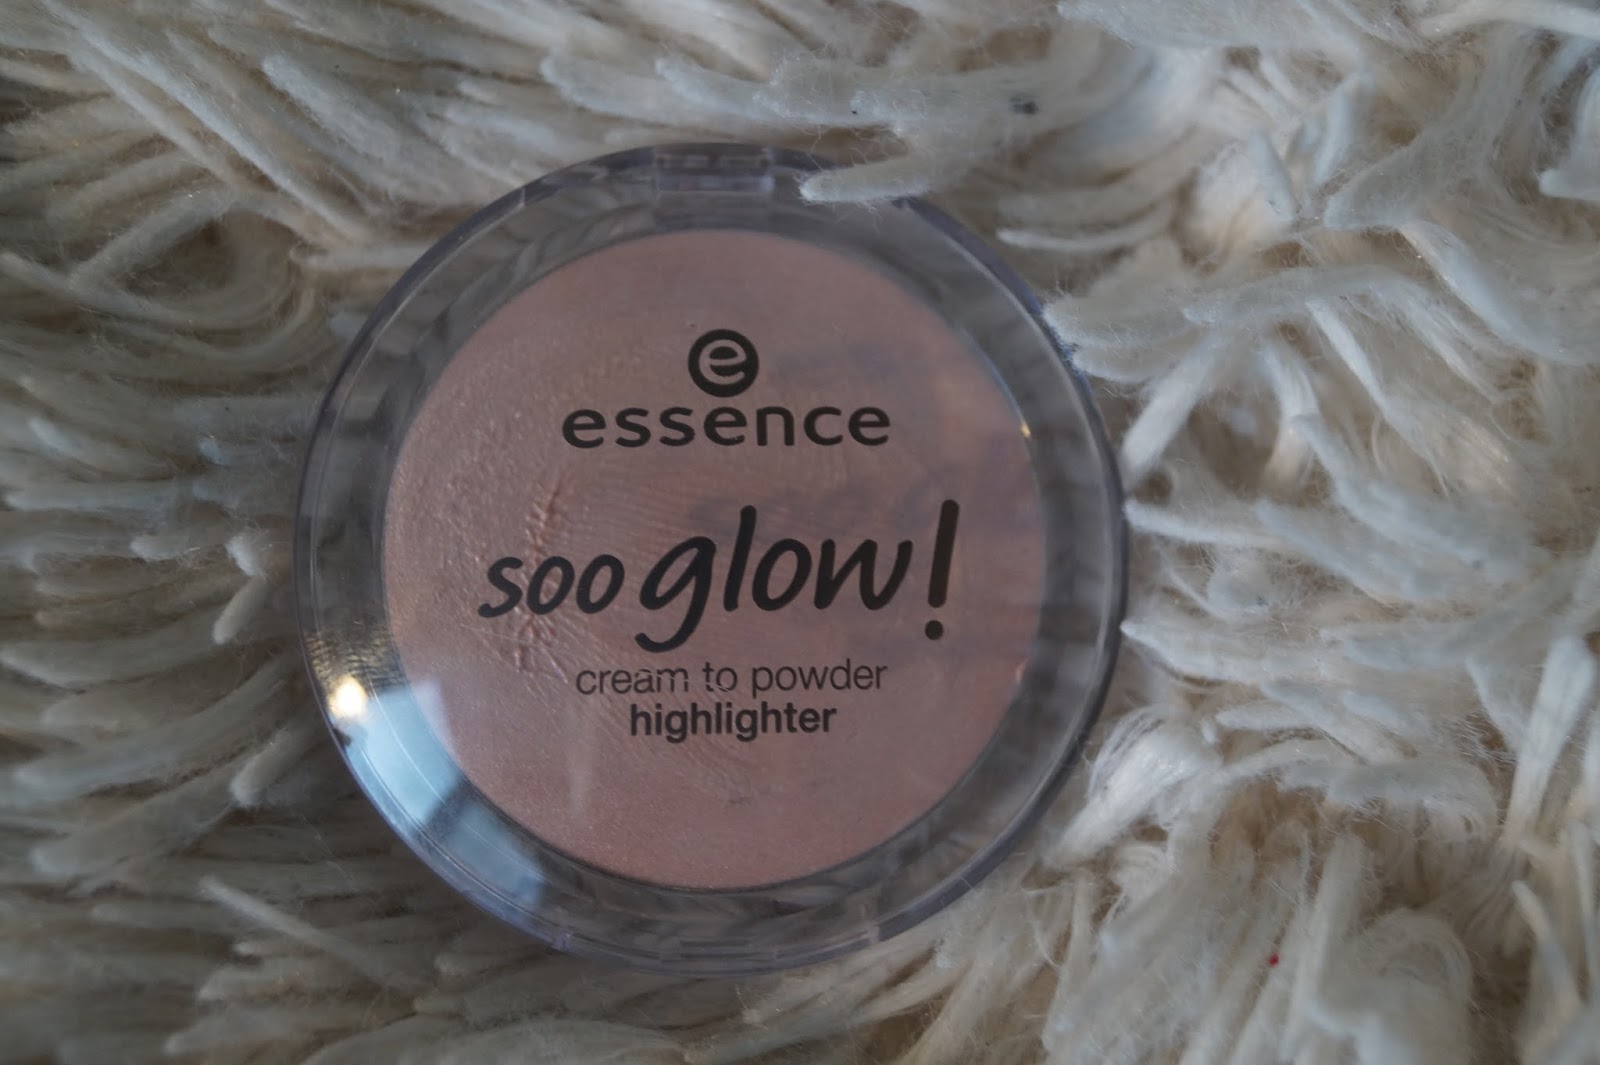 e
essence
soo glow!
cream to powder
highlighter